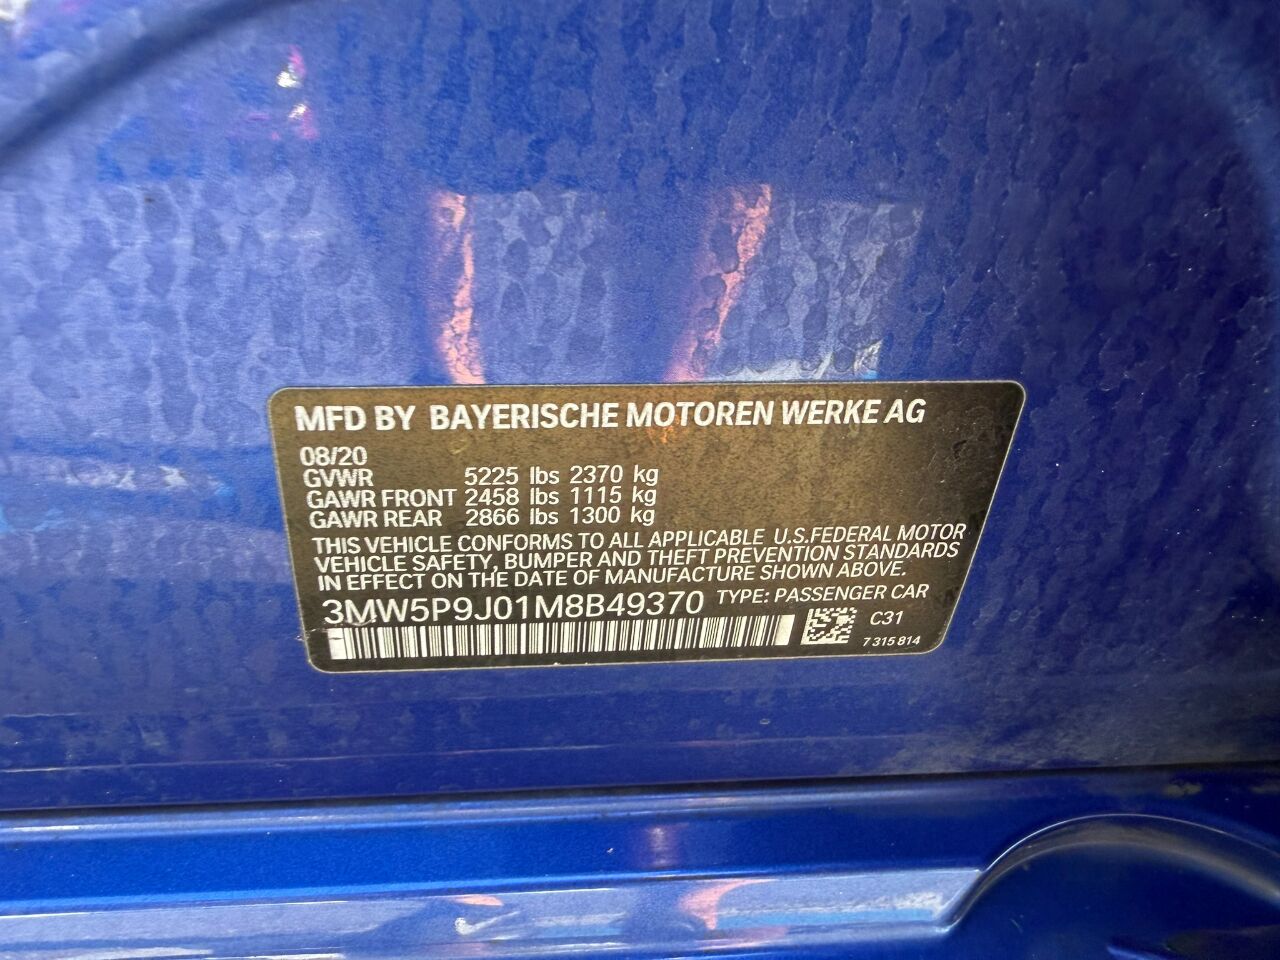 MFD BY BAYERISCHE MOTOREN WERKE AG
08/20
GVWR 5225 lbs 2370 kg
GAWR FRONT 2458 lbs 1115 kg
GAWR REAR 2866 lbs 1300 kg
THIS VEHICLE CONFORMS TO ALL APPLICABLE U.S.FEDERAL MOTOR
VEHICLE SAFETY, BUMPER AND THEFT PREVENTION STANDARDS
IN EFFECT ON THE DATE OF MANUFACTURE SHOWN ABOVE.
3MW5P9J01M8B49370 TYPE: PASSENGER CAR
C31
7 315 814